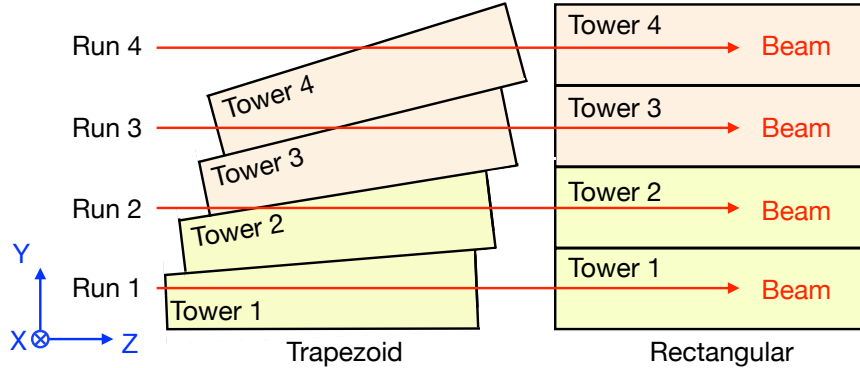 Run 4
Tower 4
Tower 4
Beam
Run 3
Tower 3
Tower 3
Beam
Run 2
Tower 2
Tower 2
Beam
Run 1
Tower 1
Tower 1
Beam
Y
X
Z
Trapezoid
Rectangular